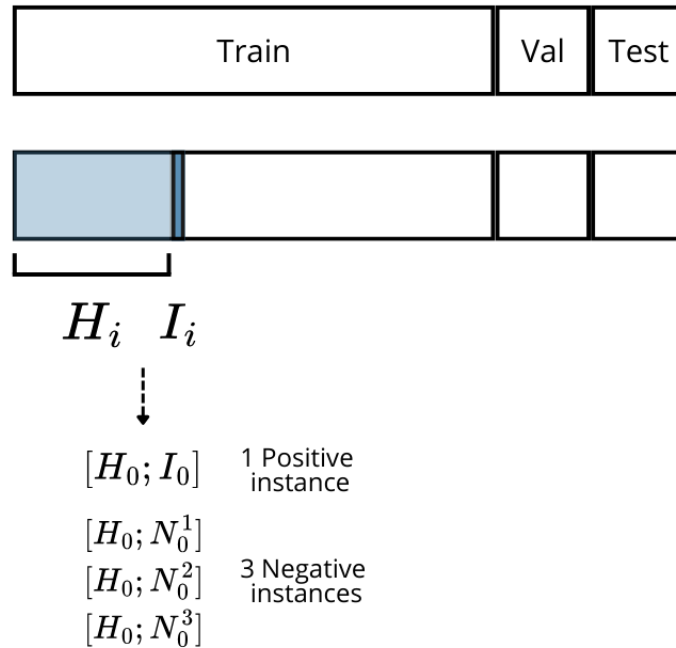 Train Val Test
H_i I_i
[H_0; I_0] 1 Positive
instance
[H_0; N_0^1]
[H_0; N_0^2] 3 Negative
instances
[H_0; N_0^3]